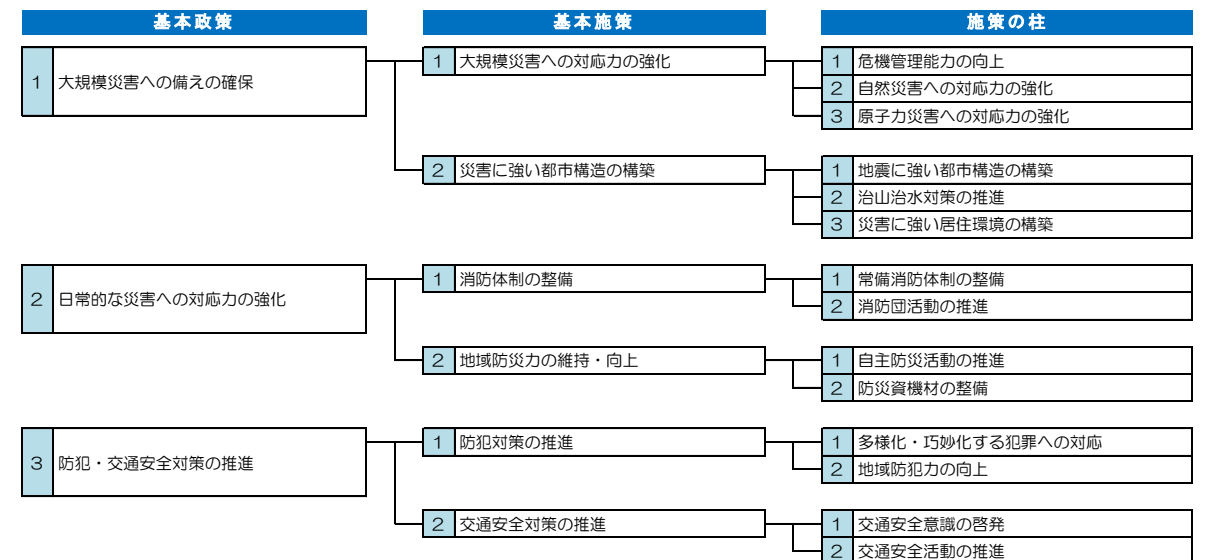 基本政策 基本施策 施策の柱
1 大規模災害への備えの確保
1 大規模災害への対応力の強化
1 危機管理能力の向上
2 自然災害への対応力の強化
3 原子力災害への対応力の強化
2 災害に強い都市構造の構築
1 地震に強い都市構造の構築
2 治山治水対策の推進
3 災害に強い居住環境の構築
2 日常的な災害への対応力の強化
1 消防体制の整備
1 常備消防体制の整備
2 消防団活動の推進
2 地域防災力の維持・向上
1 自主防災活動の推進
2 防災資機材の整備
3 防犯・交通安全対策の推進
1 防犯対策の推進
1 多様化・巧妙化する犯罪への対応
2 地域防犯力の向上
2 交通安全対策の推進
1 交通安全意識の啓発
2 交通安全活動の推進